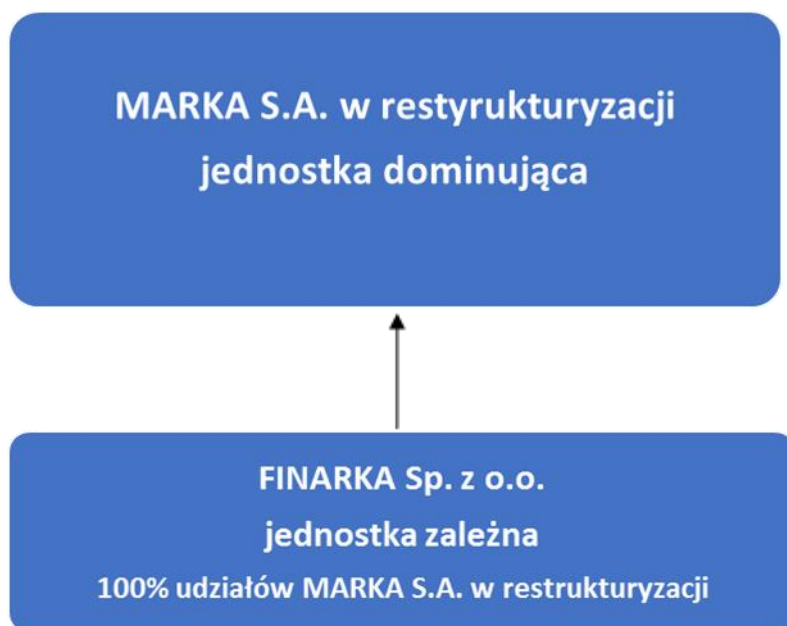 MARKA S.A. w restyrukturyzacji
jednostka dominująca
FINARKA Sp. z o.o.
jednostka zależna
100% udziałów MARKA S.A. w restrukturyzacji